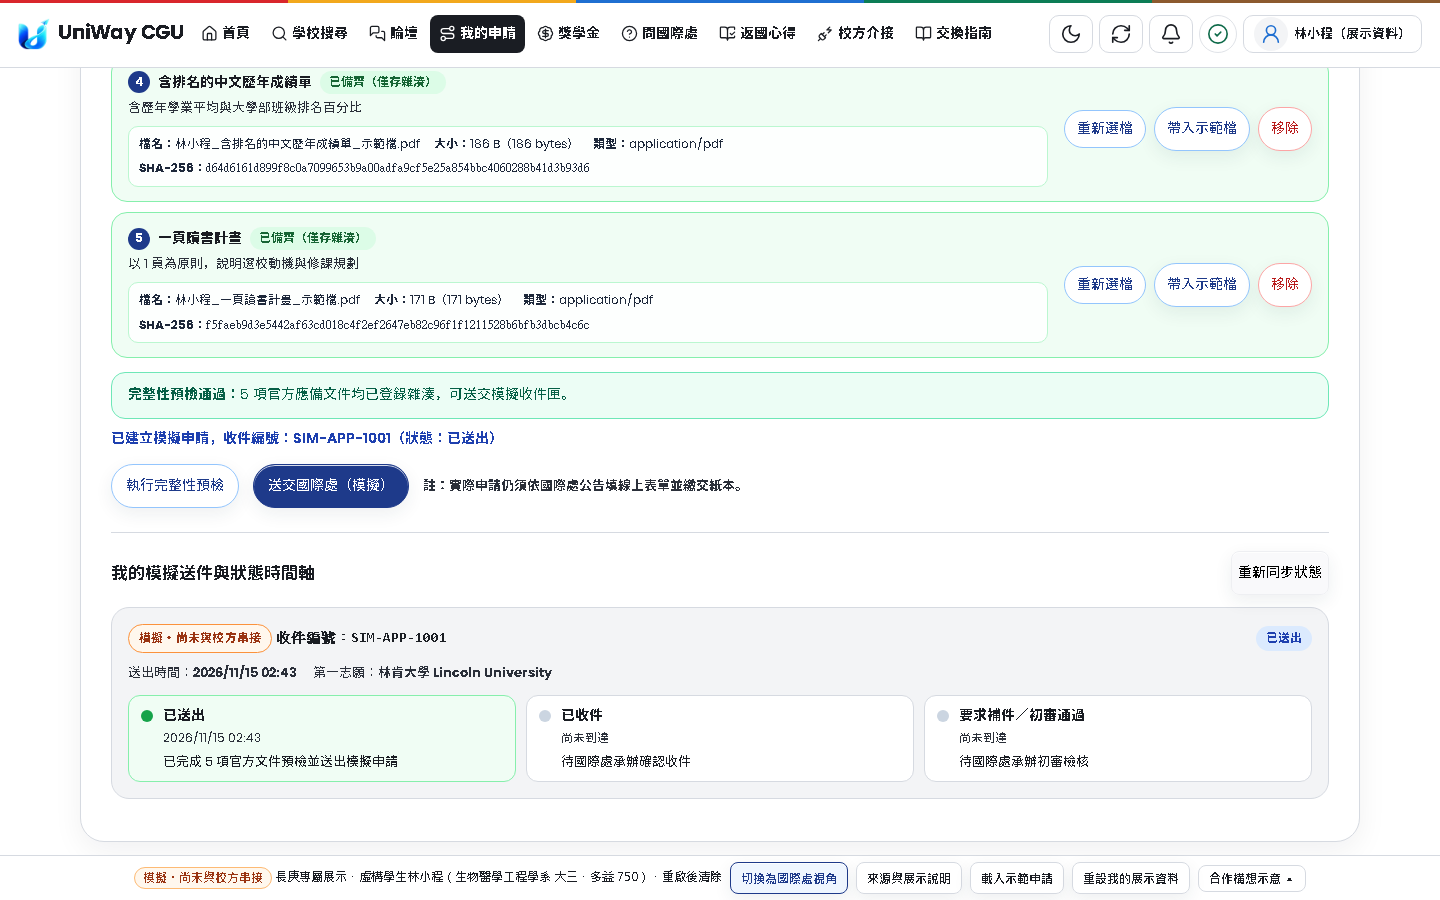 UniWay CGU 首頁 學校搜尋 論壇 我的申請 獎學金 問國際處 返國心得 校方介接 交換指南 林小程（展示資料）
4 含排名的中文歷年成績單 已備齊（僅存雜湊）
含歷年學業平均與大學部班級排名百分比
檔名：林小程_含排名的中文歷年成績單_示範檔.pdf 大小：186 B（186 bytes） 類型：application/pdf
SHA-256：d64d6161d899f8c0a7099653b9a00adfa9cf5e25a854bbc4060288b41d3b93d6
重新選檔 帶入示範檔 移除
5 一頁讀書計畫 已備齊（僅存雜湊）
以 1 頁為原則，說明選校動機與修課規劃
檔名：林小程_一頁讀書計畫_示範檔.pdf 大小：171 B（171 bytes） 類型：application/pdf
SHA-256：f5faeb9d3e5442af63cd018c4f2ef2647eb82c96f1f1211528b6bfb3dbcb4c6c
重新選檔 帶入示範檔 移除
完整性預檢通過：5 項官方應備文件均已登錄雜湊，可送交模擬收件匣。
已建立模擬申請，收件編號：SIM-APP-1001（狀態：已送出）
執行完整性預檢 送交國際處（模擬） 註：實際申請仍須依國際處公告填線上表單並繳交紙本。
我的模擬送件與狀態時間軸 重新同步狀態
模擬・尚未與校方串接 收件編號：SIM-APP-1001 已送出
送出時間：2026/11/15 02:43 第一志願：林肯大學 Lincoln University
已送出 已收件 要求補件／初審通過
2026/11/15 02:43 尚未到達 尚未到達
已完成 5 項官方文件預檢並送出模擬申請 待國際處承辦確認收件 待國際處承辦初審檢核
模擬・尚未與校方串接 長庚專屬展示 · 虛構學生林小程（生物醫學工程學系 大三 · 多益 750） · 重啟後清除 切換為國際處視角 來源與展示說明 載入示範申請 重設我的展示資料 合作構想示意 ▲